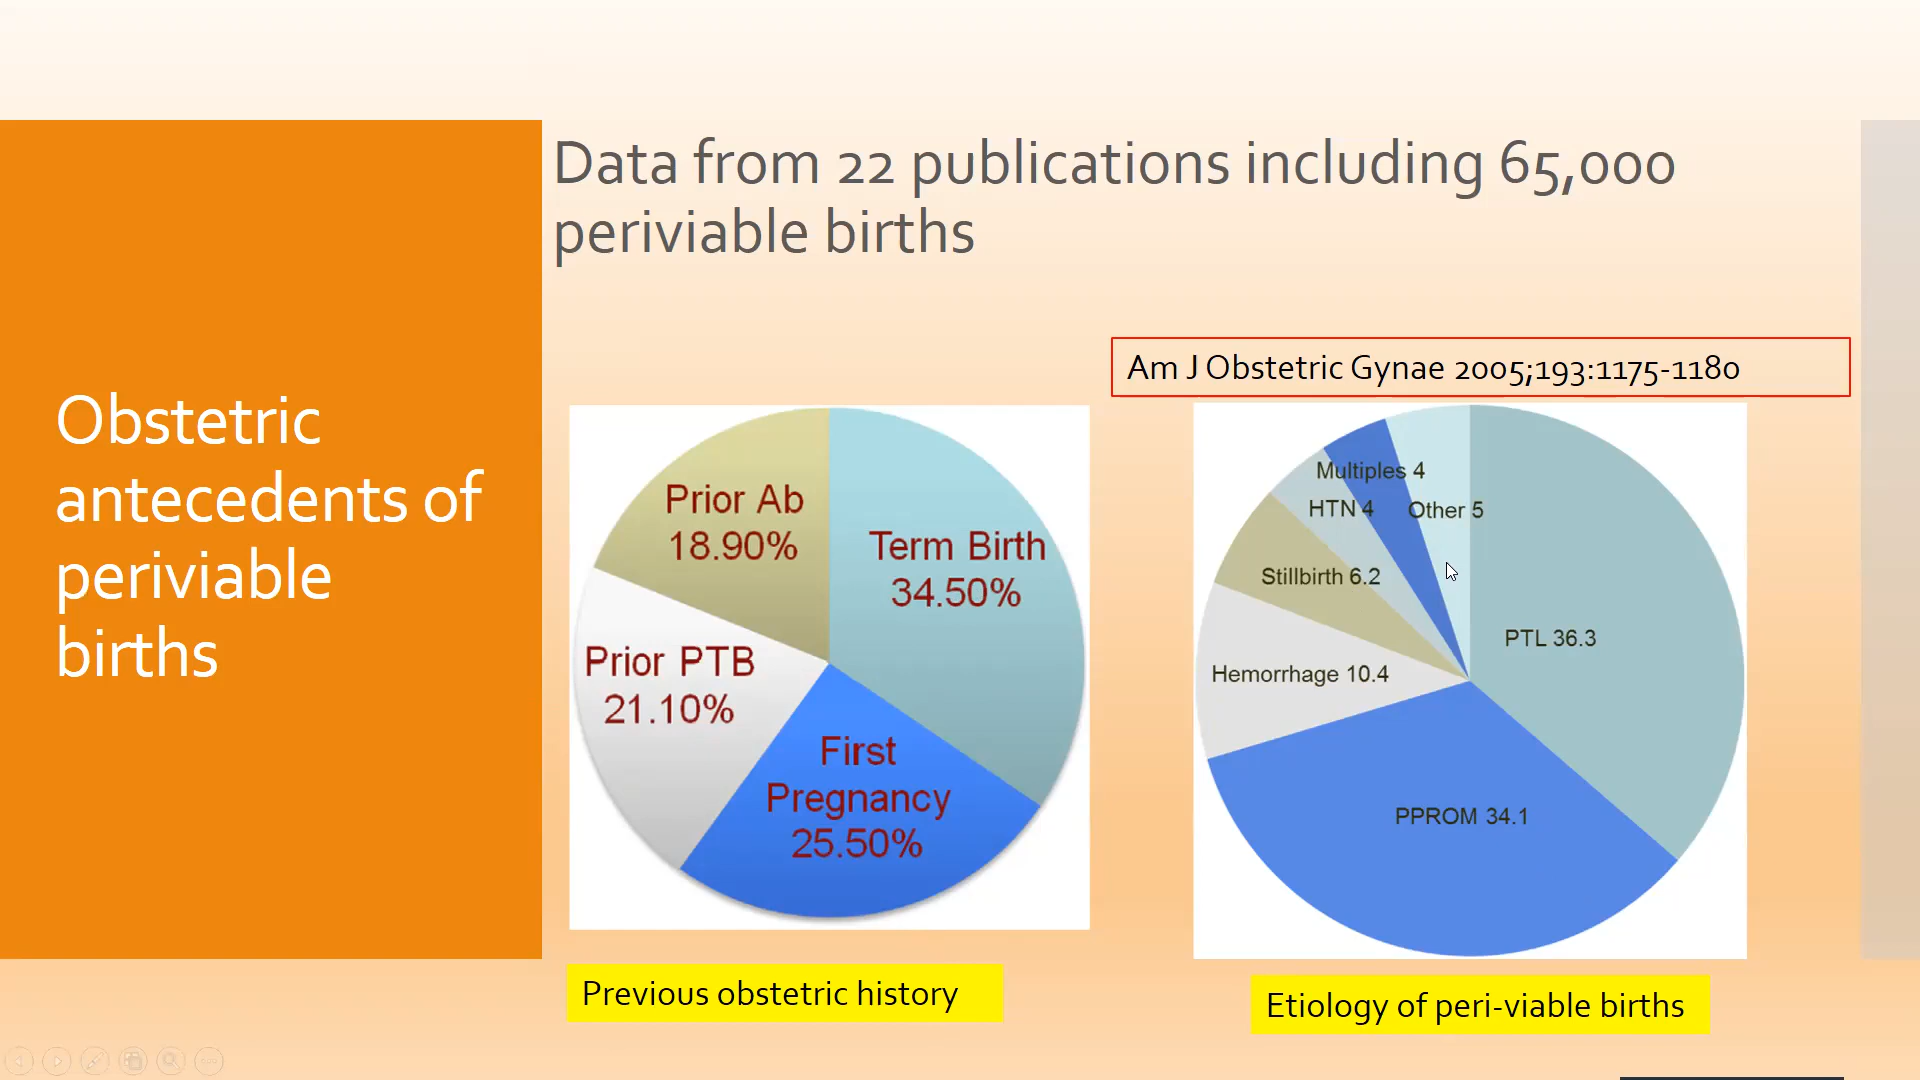 Data from 22 publications including 65,000
periviable births
Obstetric
antecedents of
periviable
births
Am J Obstetric Gynae 2005;193:1175-1180
Prior Ab
18.90%
Term Birth
34.50%
Prior PTB
21.10%
First
Pregnancy
25.50%
Multiples 4
HTN 4
Other 5
Stillbirth 6.2
PTL 36.3
Hemorrhage 10.4
PPROM 34.1
Previous obstetric history
Etiology of peri-viable births